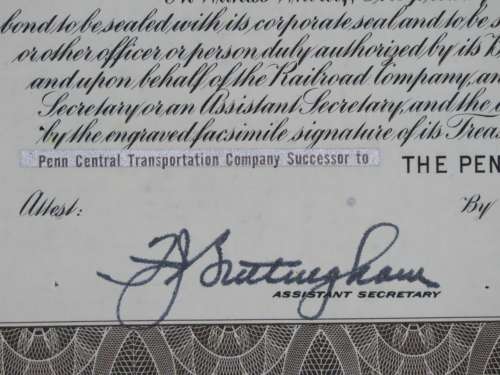 bond to be sealed with its corporate seal and to be s
or other officer or person duly authorized by its
and upon behalf of the Railroad Company, an
Secretary or an Assistant Secretary, and the
by the engraved facsimile signature of its Treas
Penn Central Transportation Company Successor to THE PEN
Attest: By
Brittingham
ASSISTANT SECRETARY